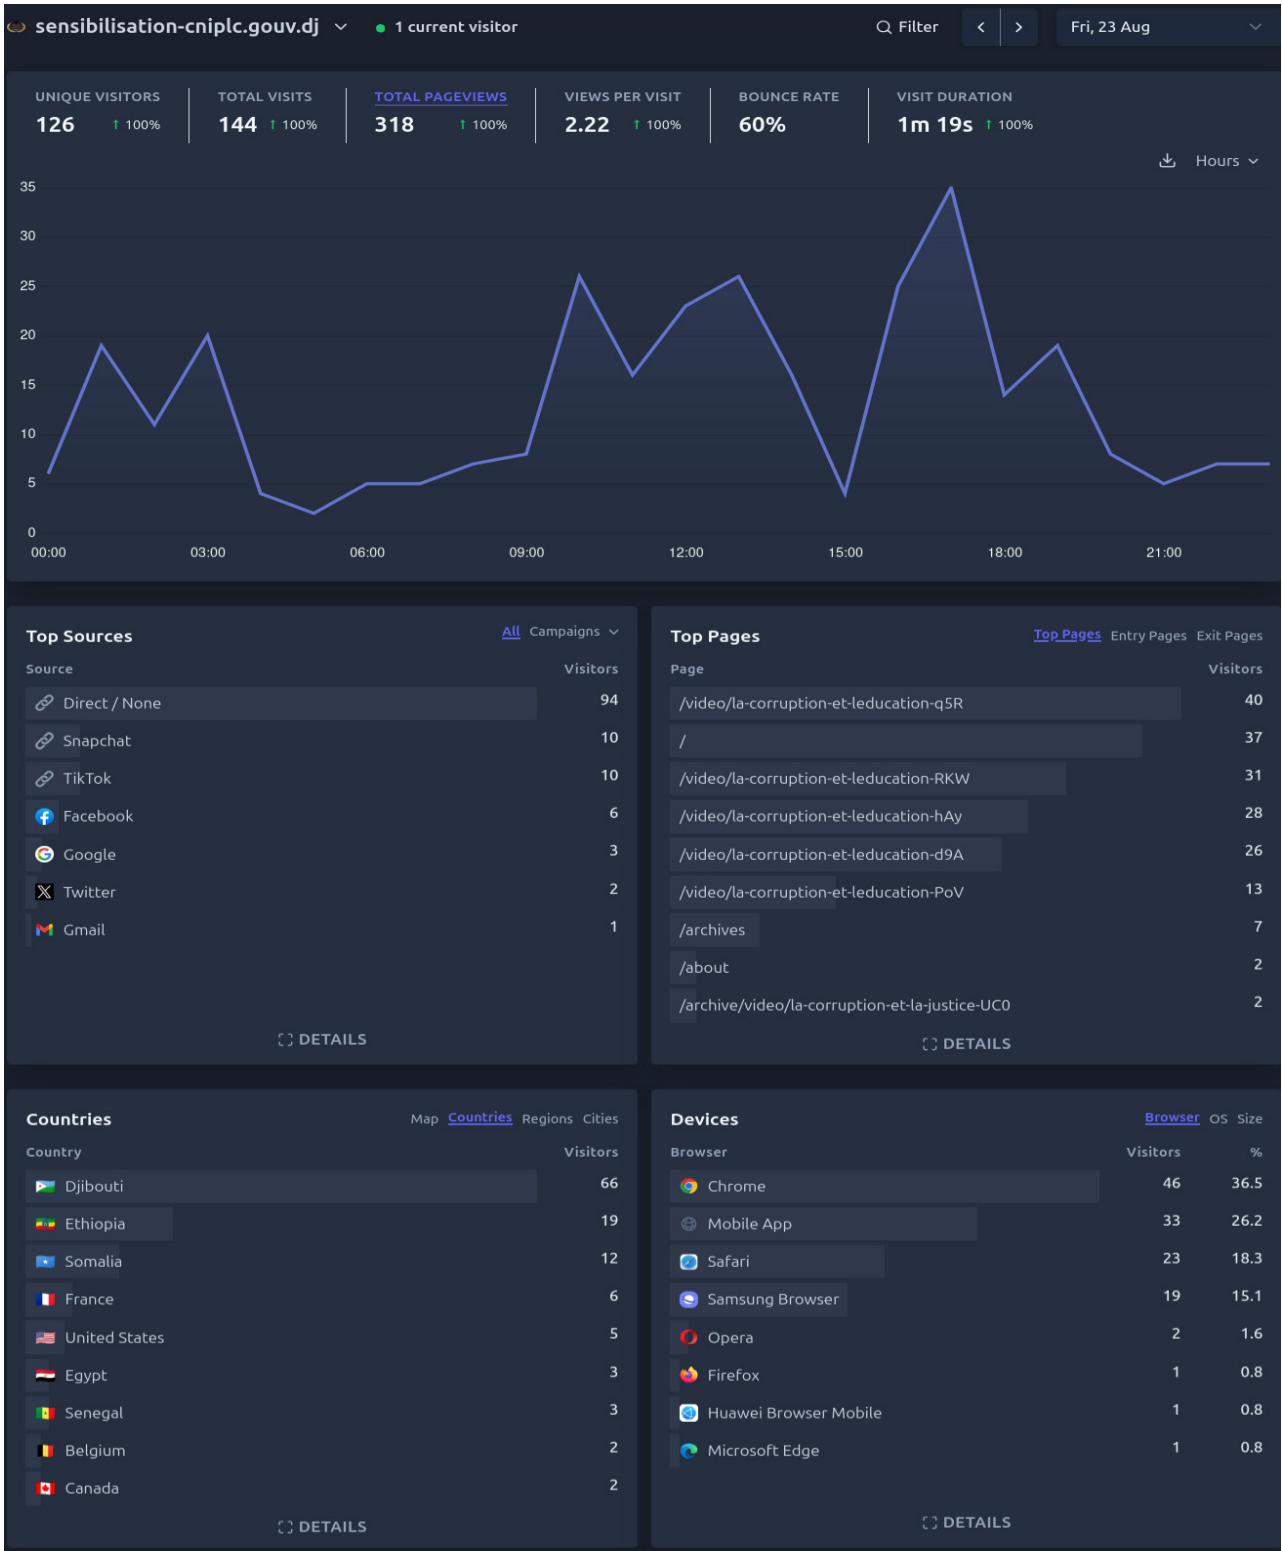 sensibilisation-cniplc.gouv.dj 1 current visitor Filter < > Fri, 23 Aug
UNIQUE VISITORS TOTAL VISITS TOTAL PAGEVIEWS VIEWS PER VISIT BOUNCE RATE VISIT DURATION
126 ↑ 100% 144 ↑ 100% 318 ↑ 100% 2.22 ↑ 100% 60% 1m 19s ↑ 100%
Hours
35
30
25
20
15
10
5
0
00:00 03:00 06:00 09:00 12:00 15:00 18:00 21:00
Top Sources All Campaigns
Source Visitors
Direct / None 94
Snapchat 10
TikTok 10
Facebook 6
Google 3
Twitter 2
Gmail 1
DETAILS
Top Pages Top Pages Entry Pages Exit Pages
Page Visitors
/video/la-corruption-et-leducation-q5R 40
/ 37
/video/la-corruption-et-leducation-RKW 31
/video/la-corruption-et-leducation-hAy 28
/video/la-corruption-et-leducation-d9A 26
/video/la-corruption-et-leducation-PoV 13
/archives 7
/about 2
/archive/video/la-corruption-et-la-justice-UC0 2
DETAILS
Countries Map Countries Regions Cities
Country Visitors
Djibouti 66
Ethiopia 19
Somalia 12
France 6
United States 5
Egypt 3
Senegal 3
Belgium 2
Canada 2
DETAILS
Devices Browser OS Size
Browser Visitors %
Chrome 46 36.5
Mobile App 33 26.2
Safari 23 18.3
Samsung Browser 19 15.1
Opera 2 1.6
Firefox 1 0.8
Huawei Browser Mobile 1 0.8
Microsoft Edge 1 0.8
DETAILS